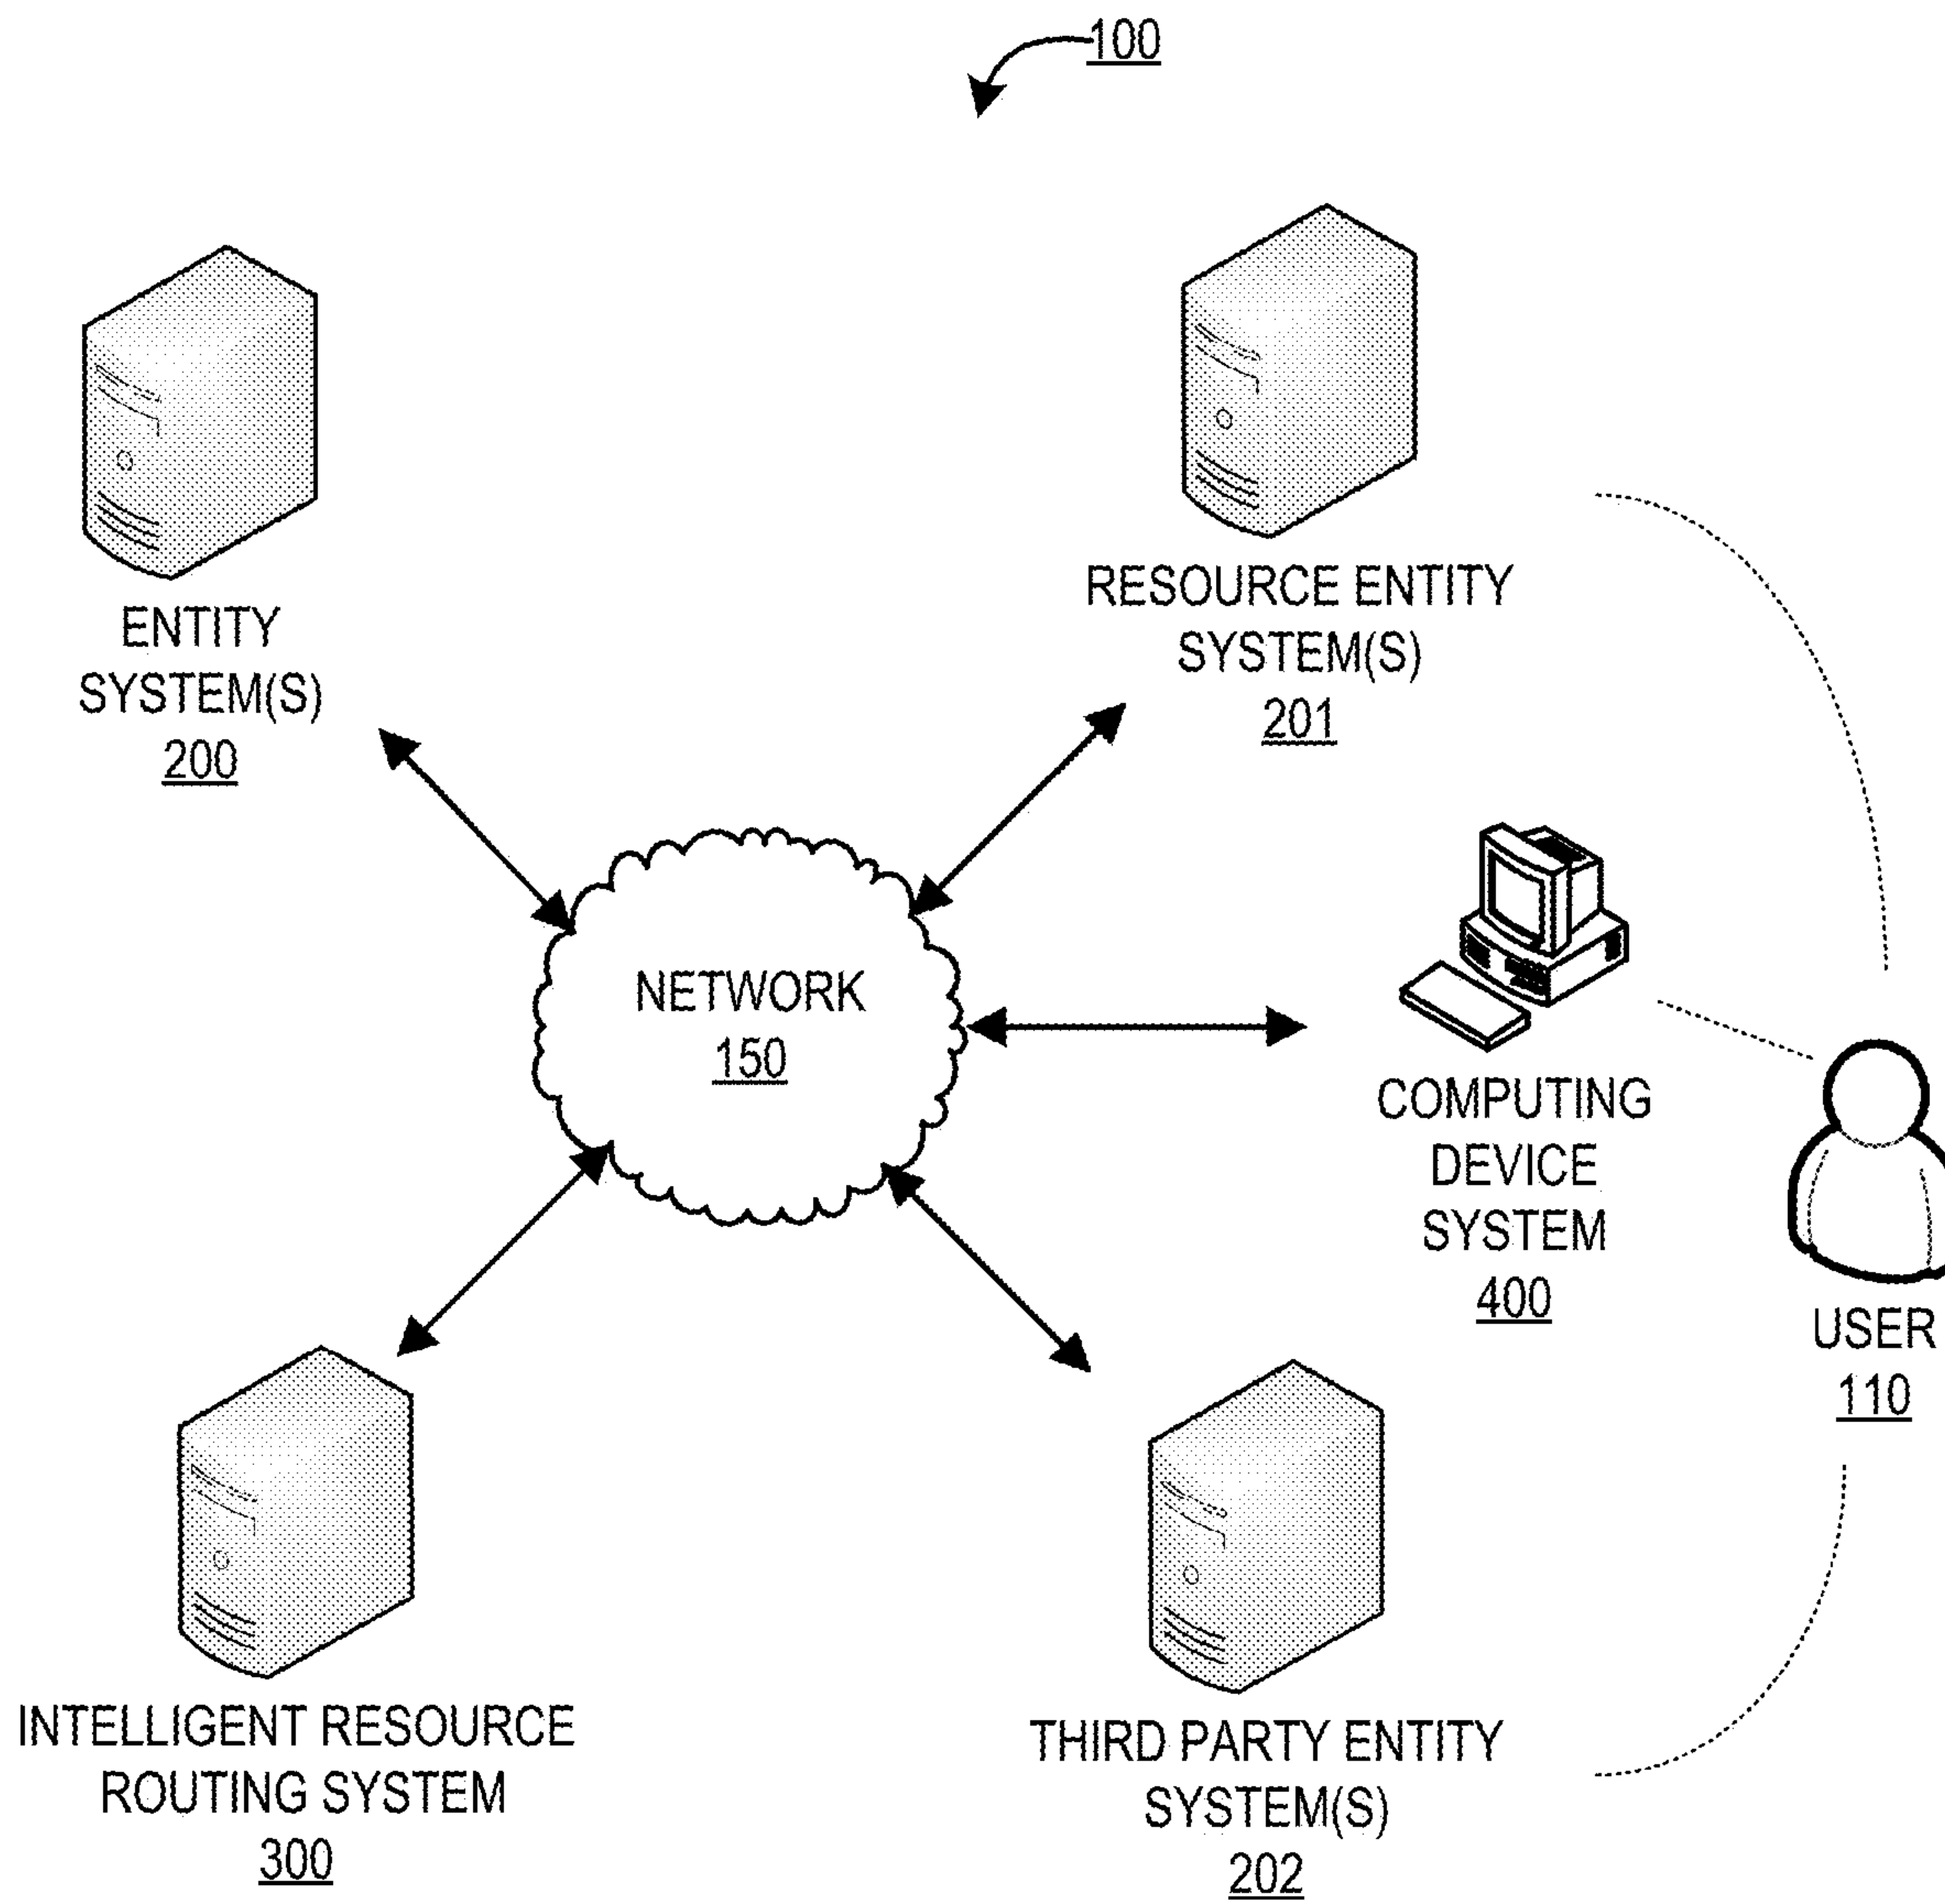 100
ENTITY
SYSTEM(S)
200
RESOURCE ENTITY
SYSTEM(S)
201
NETWORK
150
COMPUTING
DEVICE
SYSTEM
400
USER
110
INTELLIGENT RESOURCE
ROUTING SYSTEM
300
THIRD PARTY ENTITY
SYSTEM(S)
202